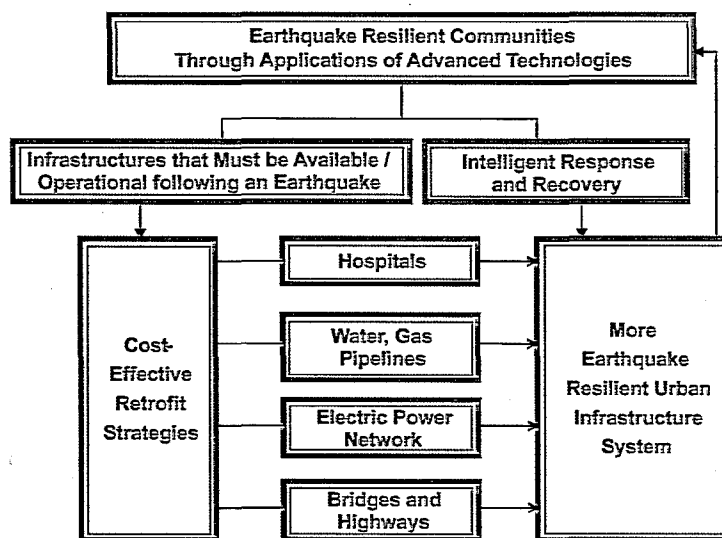 Earthquake Resilient Communities
Through Applications of Advanced Technologies
Infrastructures that Must be Available /
Operational following an Earthquake
Intelligent Response
and Recovery
Cost-
Effective
Retrofit
Strategies
Hospitals
Water, Gas
Pipelines
Electric Power
Network
Bridges and
Highways
More
Earthquake
Resilient Urban
Infrastructure
System